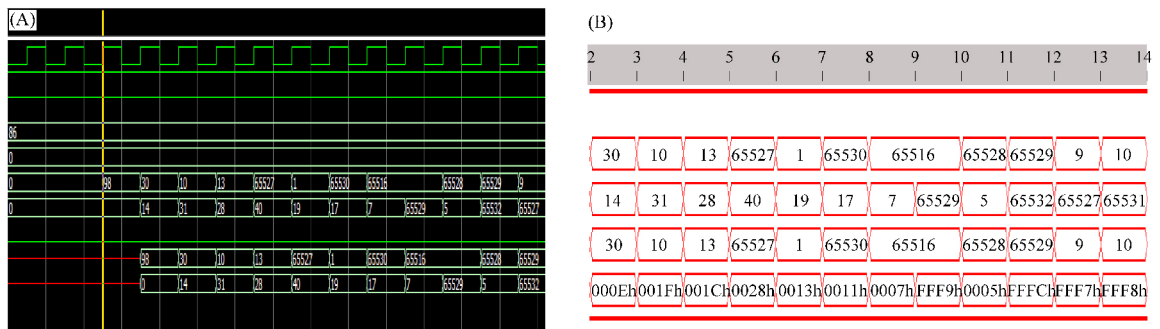 (A)
86
0
0 98 30 10 13 65527 1 65530 65516 65528 65529 9
0 14 31 28 40 19 17 7 65529 5 65532 65527
98 30 10 13 65527 1 65530 65516 65528 65529
0 14 31 28 40 19 17 7 65529 5 65532
(B)
2 3 4 5 6 7 8 9 10 11 12 13 14
30 10 13 65527 1 65530 65516 65528 65529 9 10
14 31 28 40 19 17 7 65529 5 65532 65527 65531
30 10 13 65527 1 65530 65516 65528 65529 9 10
000Eh 001Fh 001Ch 0028h 0013h 0011h 0007h FFF9h 0005h FFFCh FFF7h FFF8h